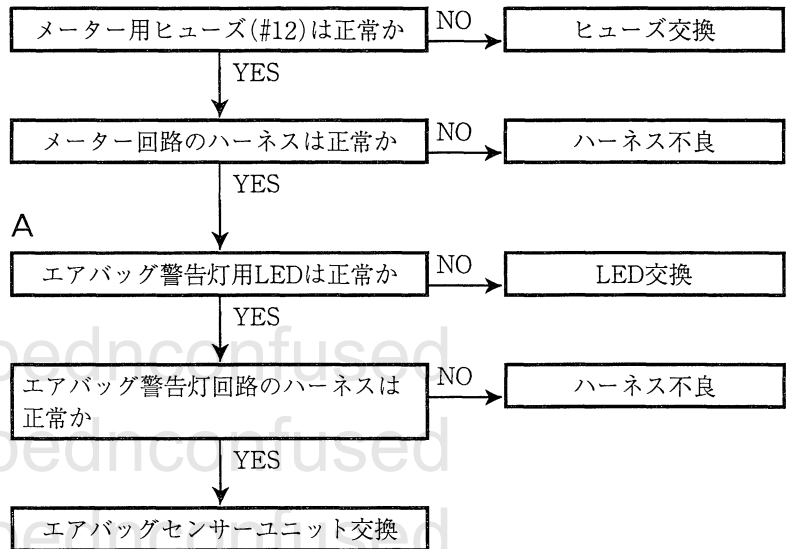 メーター用ヒューズ(#12)は正常か
NO
ヒューズ交換
YES
メーター回路のハーネスは正常か
NO
ハーネス不良
YES
A
エアバッグ警告灯用LEDは正常か
NO
LED交換
YES
エアバッグ警告灯回路のハーネスは
正常か
NO
ハーネス不良
YES
エアバッグセンサーユニット交換
pednconfused
pednconfused
pednconfused